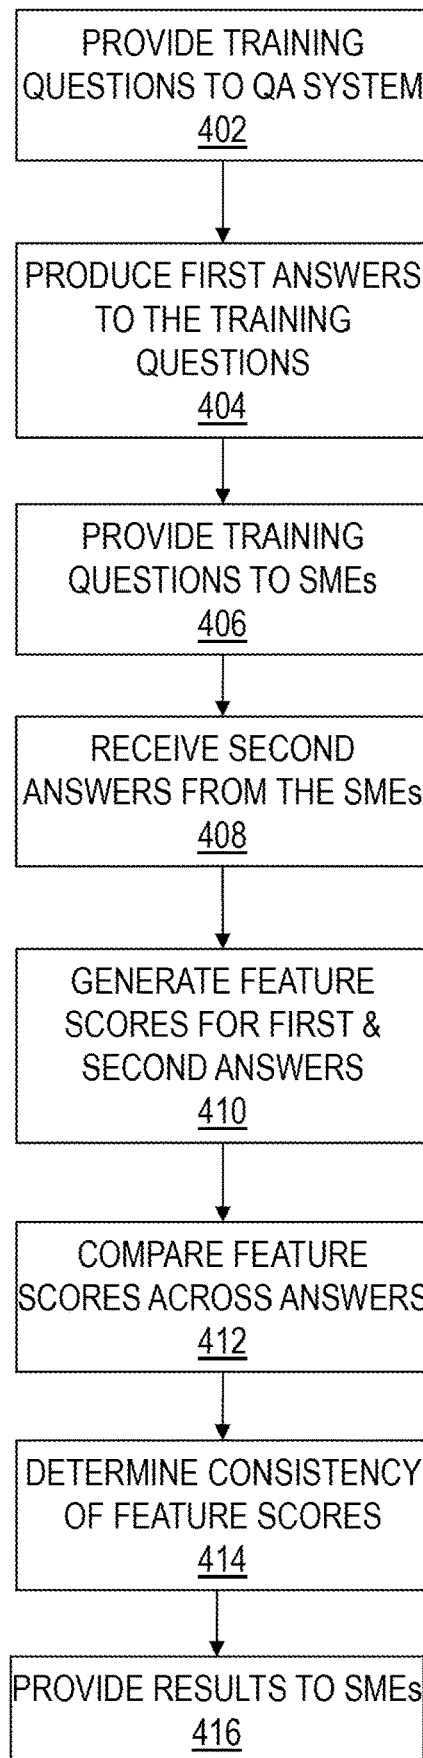 PROVIDE TRAINING
QUESTIONS TO QA SYSTEM
402
PRODUCE FIRST ANSWERS
TO THE TRAINING
QUESTIONS
404
PROVIDE TRAINING
QUESTIONS TO SMEs
406
RECEIVE SECOND
ANSWERS FROM THE SMEs
408
GENERATE FEATURE
SCORES FOR FIRST &
SECOND ANSWERS
410
COMPARE FEATURE
SCORES ACROSS ANSWERS
412
DETERMINE CONSISTENCY
OF FEATURE SCORES
414
PROVIDE RESULTS TO SMEs
416